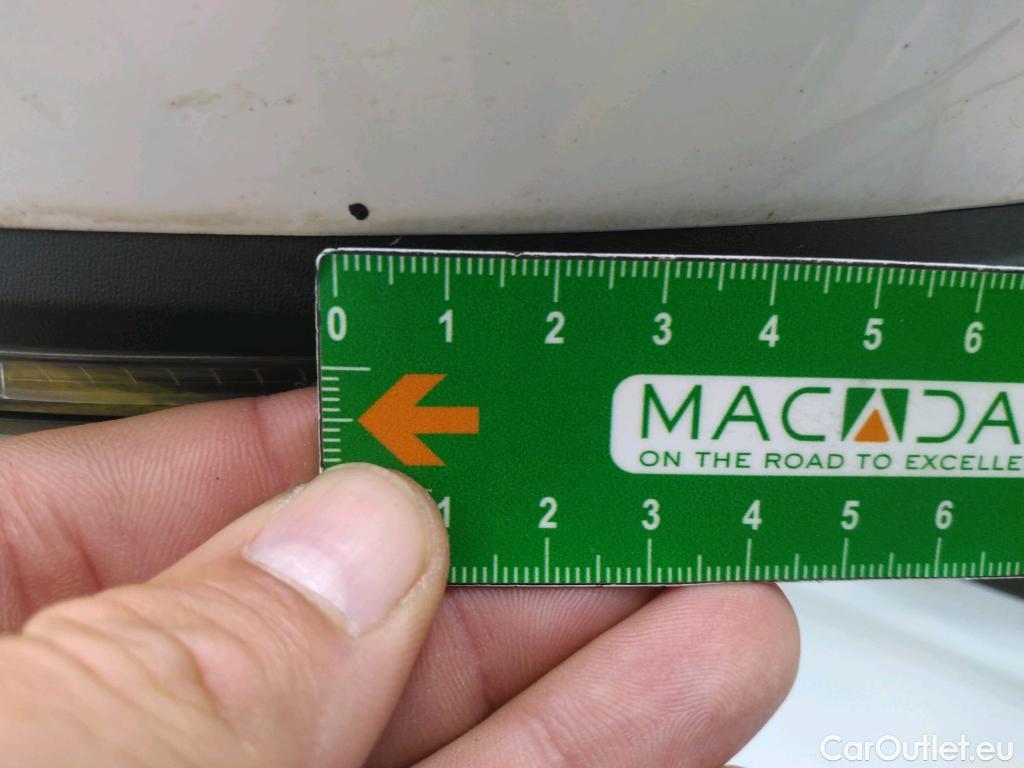 0 1 2 3 4 5 6
MACADA
ON THE ROAD TO EXCELLE
1 2 3 4 5 6
CarOutlet.eu